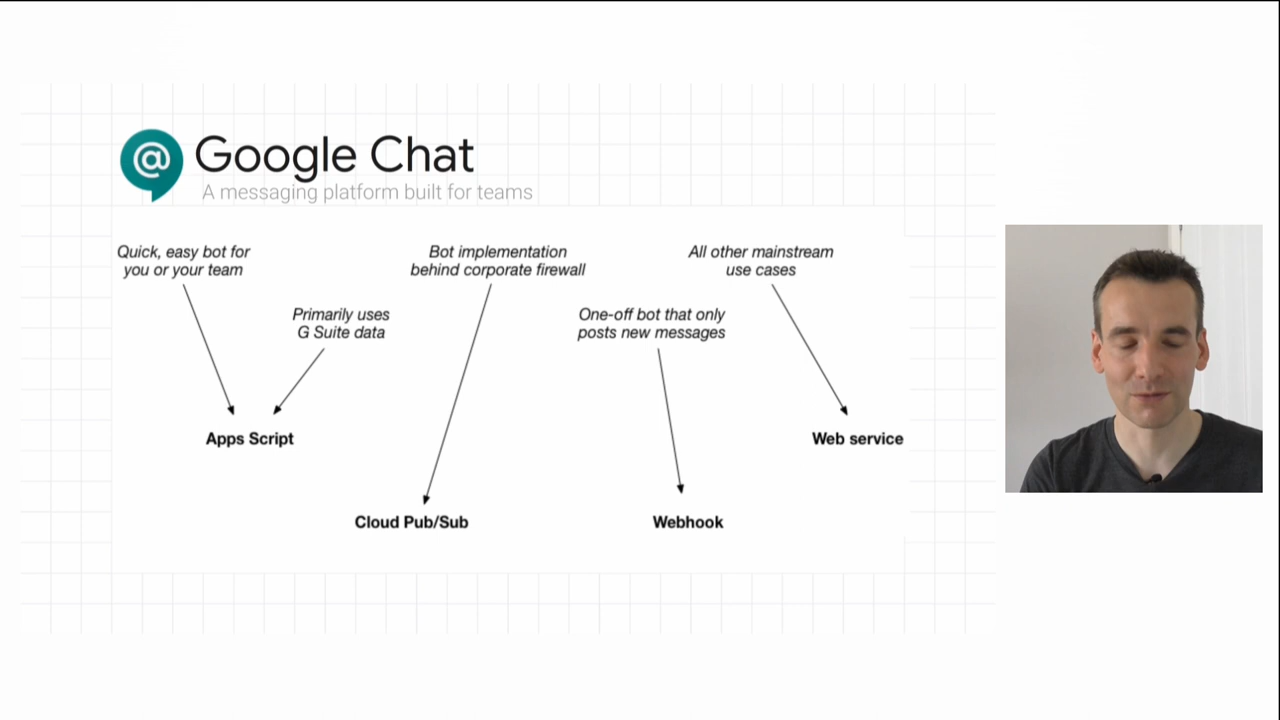 @
Google Chat
A messaging platform built for teams
Quick, easy bot for
you or your team
Bot implementation
behind corporate firewall
All other mainstream
use cases
Primarily uses
G Suite data
One-off bot that only
posts new messages
Apps Script
Web service
Cloud Pub/Sub
Webhook